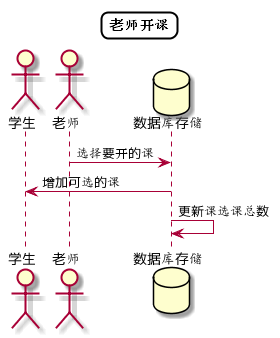 老师开课
学生 老师 数据库存储
选择要开的课
增加可选的课
更新课选课总数
学生 老师 数据库存储